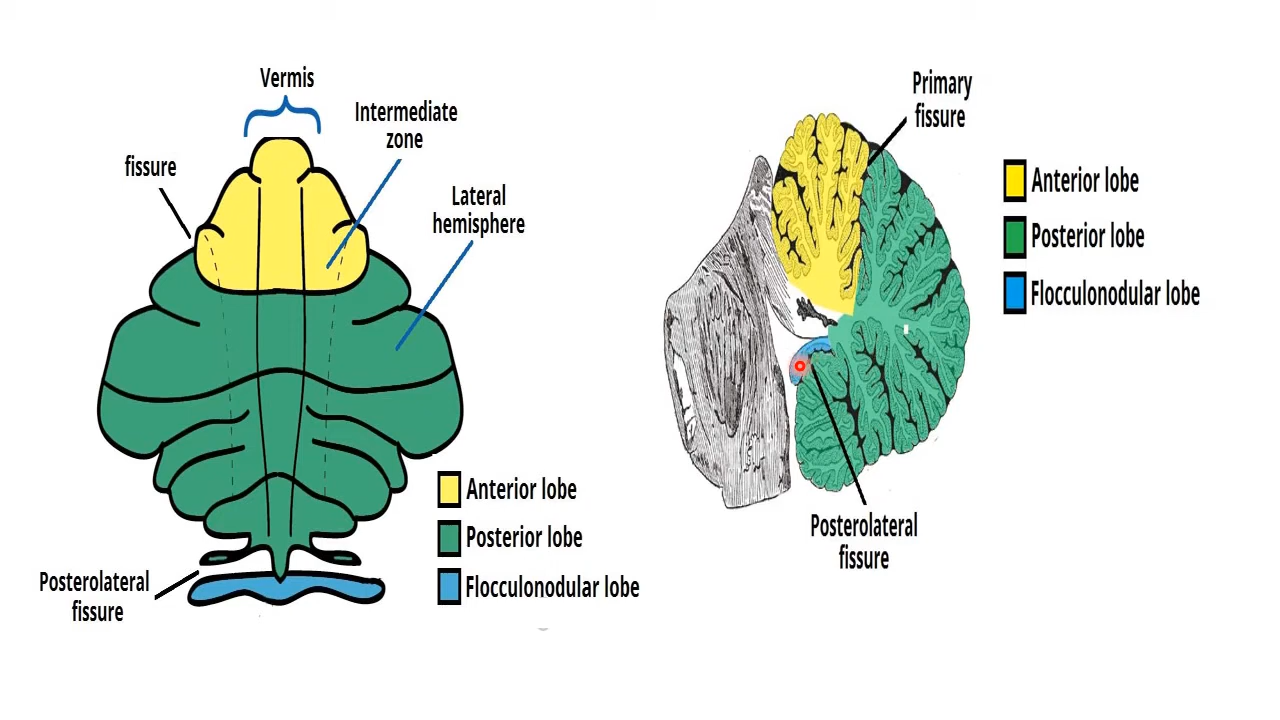 Vermis
Intermediate
zone
fissure
Lateral
hemisphere
Anterior lobe
Posterior lobe
Flocculonodular lobe
Posterolateral
fissure
Primary
fissure
Anterior lobe
Posterior lobe
Flocculonodular lobe
Posterolateral
fissure